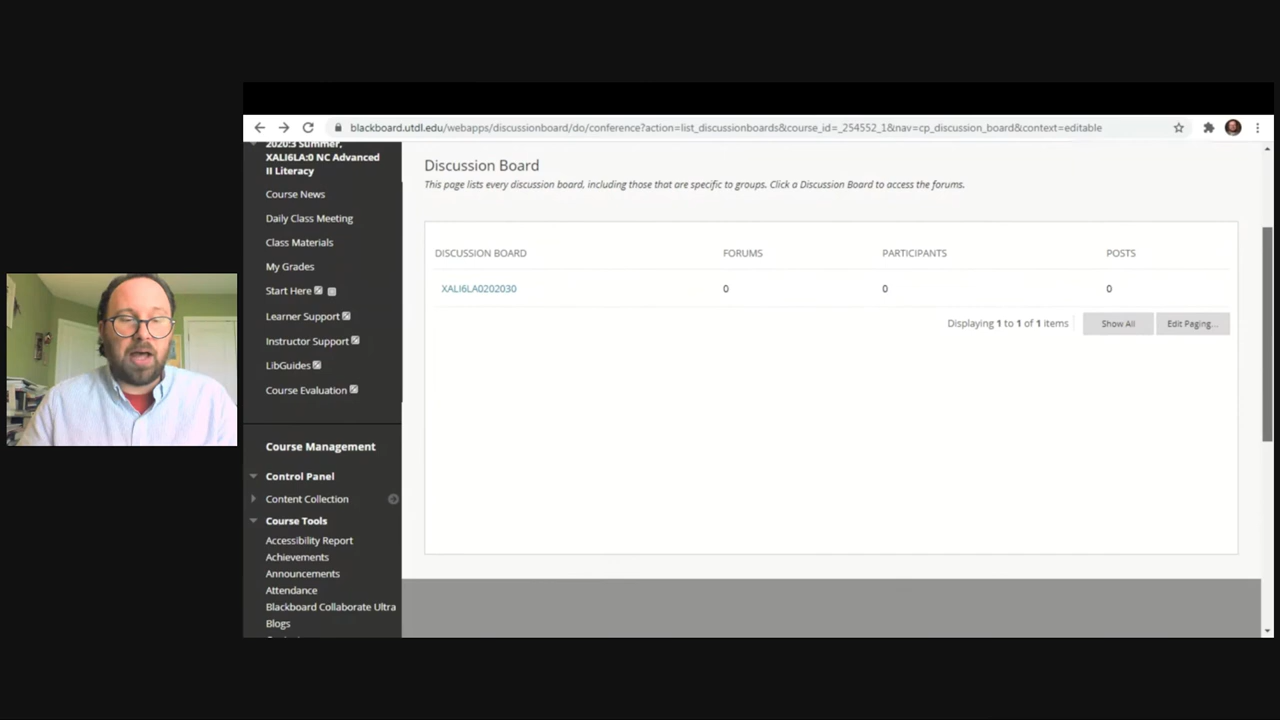 blackboard.utdl.edu/webapps/discussionboard/do/conference?action=list_discussionboards&course_id=_254552_1&nav=cp_discussion_board&context=editable
2020:3 Summer,
XALI6LA:0 NC Advanced
II Literacy
Course News
Daily Class Meeting
Class Materials
My Grades
Start Here
Learner Support
Instructor Support
LibGuides
Course Evaluation
Course Management
Control Panel
Content Collection
Course Tools
Accessibility Report
Achievements
Announcements
Attendance
Blackboard Collaborate Ultra
Blogs
Discussion Board
This page lists every discussion board, including those that are specific to groups. Click a Discussion Board to access the forums.
DISCUSSION BOARD FORUMS PARTICIPANTS POSTS
XALI6LA0202030 0 0 0
Displaying 1 to 1 of 1 items Show All Edit Paging...